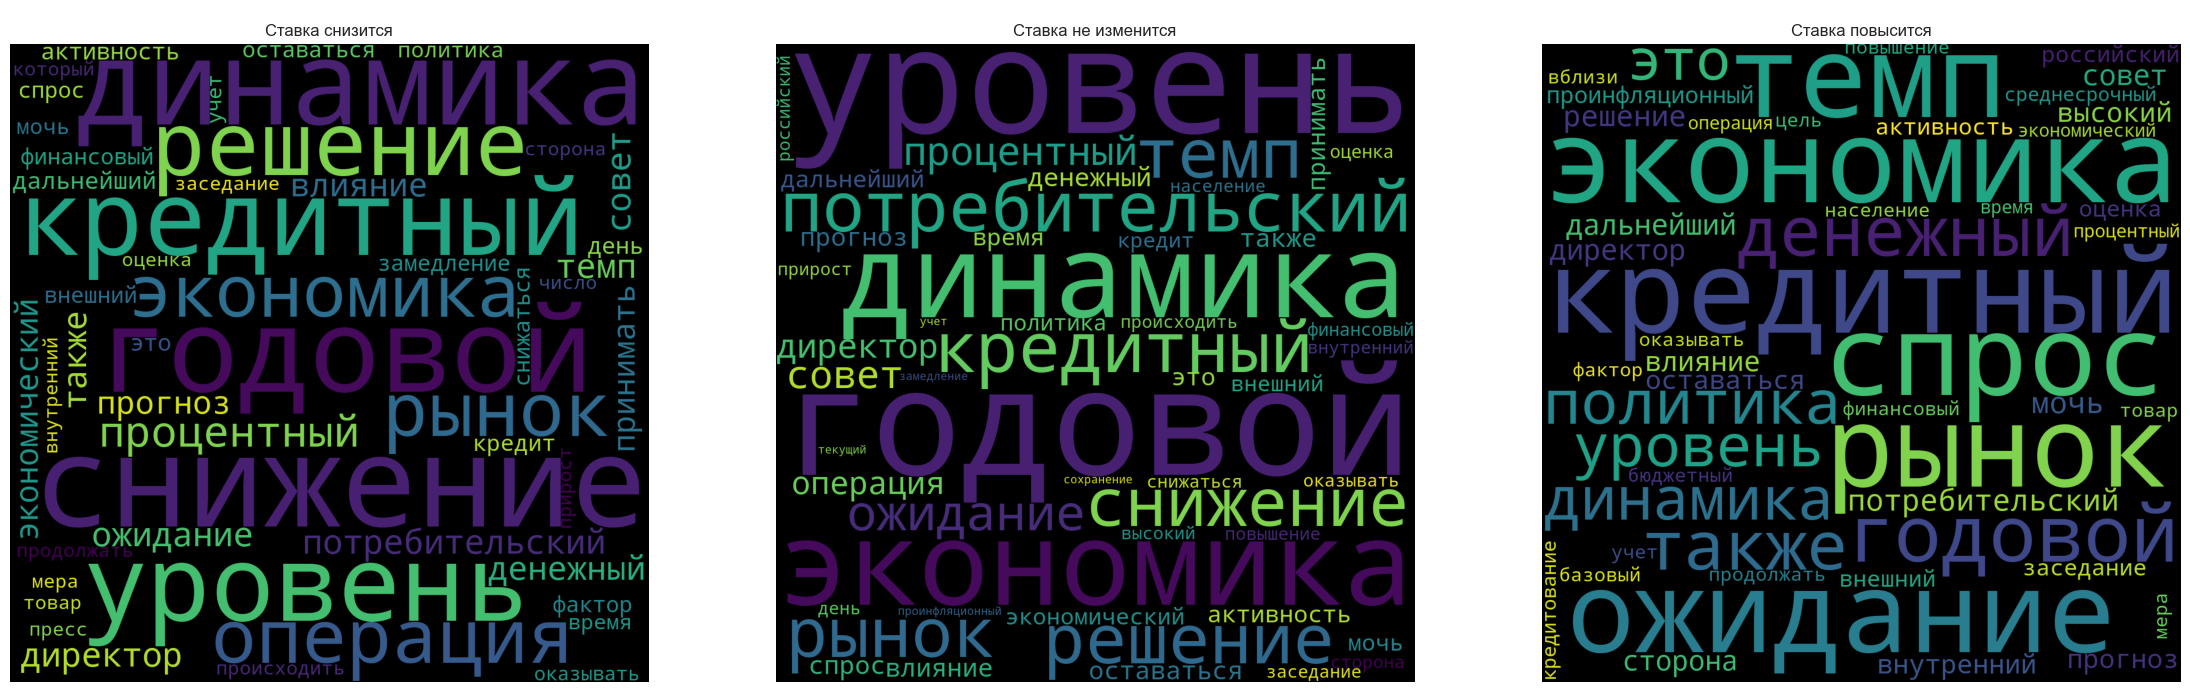 Ставка снизится
активность
оставаться
политика
который
динамика
спрос
учет
мочь
решение
сторона
совет
финансовый
дальнейший
заседание
влияние
кредитный
день
оценка
замедление
темп
внешний
экономика
снижаться
число
экономический
также
это
годовой
принимать
внутренний
прогноз
рынок
процентный
кредит
снижение
прирост
ожидание
потребительский
продолжать
уровень
денежный
мера
товар
фактор
пресс
операция
время
директор
происходить
оказывать
Ставка не изменится
российский
уровень
принимать
процентный
темп
оценка
дальнейший
денежный
население
потребительский
прогноз
время
кредит
также
прирост
динамика
учет
политика
происходить
финансовый
директор
кредитный
внутренний
совет
замедление
это
внешний
годовой
текущий
операция
сохранение
снижаться
оказывать
ожидание
снижение
высокий
повышение
экономика
день
проинфляционный
экономический
активность
рынок
решение
мочь
спрос
влияние
оставаться
сторона
заседание
Ставка повысится
повышение
российский
вблизи
это
темп
совет
проинфляционный
среднесрочный
решение
операция
цель
высокий
активность
экономический
экономика
население
время
оценка
дальнейший
денежный
процентный
директор
кредитный
оказывать
влияние
спрос
фактор
оставаться
политика
финансовый
мочь
товар
уровень
рынок
бюджетный
динамика
потребительский
годовой
учет
также
кредитование
базовый
продолжать
внешний
заседание
ожидание
мера
сторона
внутренний
прогноз